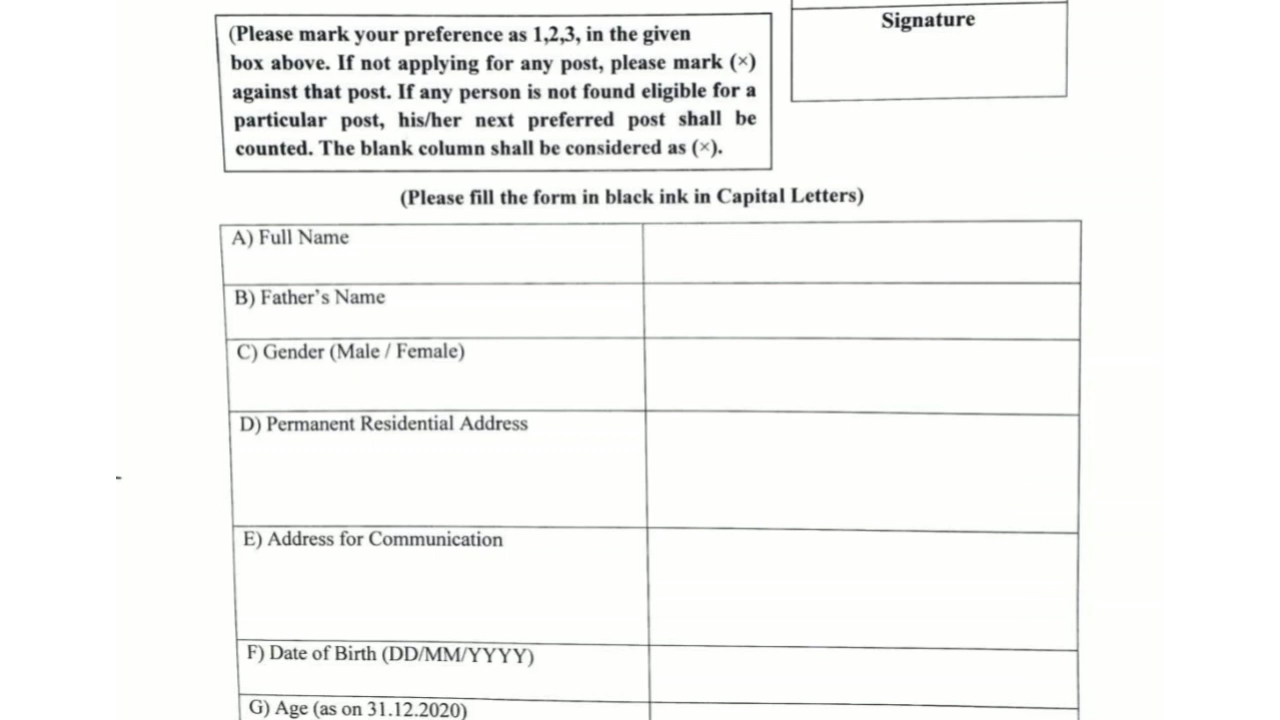 Signature
(Please mark your preference as 1,2,3, in the given
box above. If not applying for any post, please mark (×)
against that post. If any person is not found eligible for a
particular post, his/her next preferred post shall be
counted. The blank column shall be considered as (×).
(Please fill the form in black ink in Capital Letters)
A) Full Name
B) Father's Name
C) Gender (Male / Female)
D) Permanent Residential Address
E) Address for Communication
F) Date of Birth (DD/MM/YYYY)
G) Age (as on 31.12.2020)